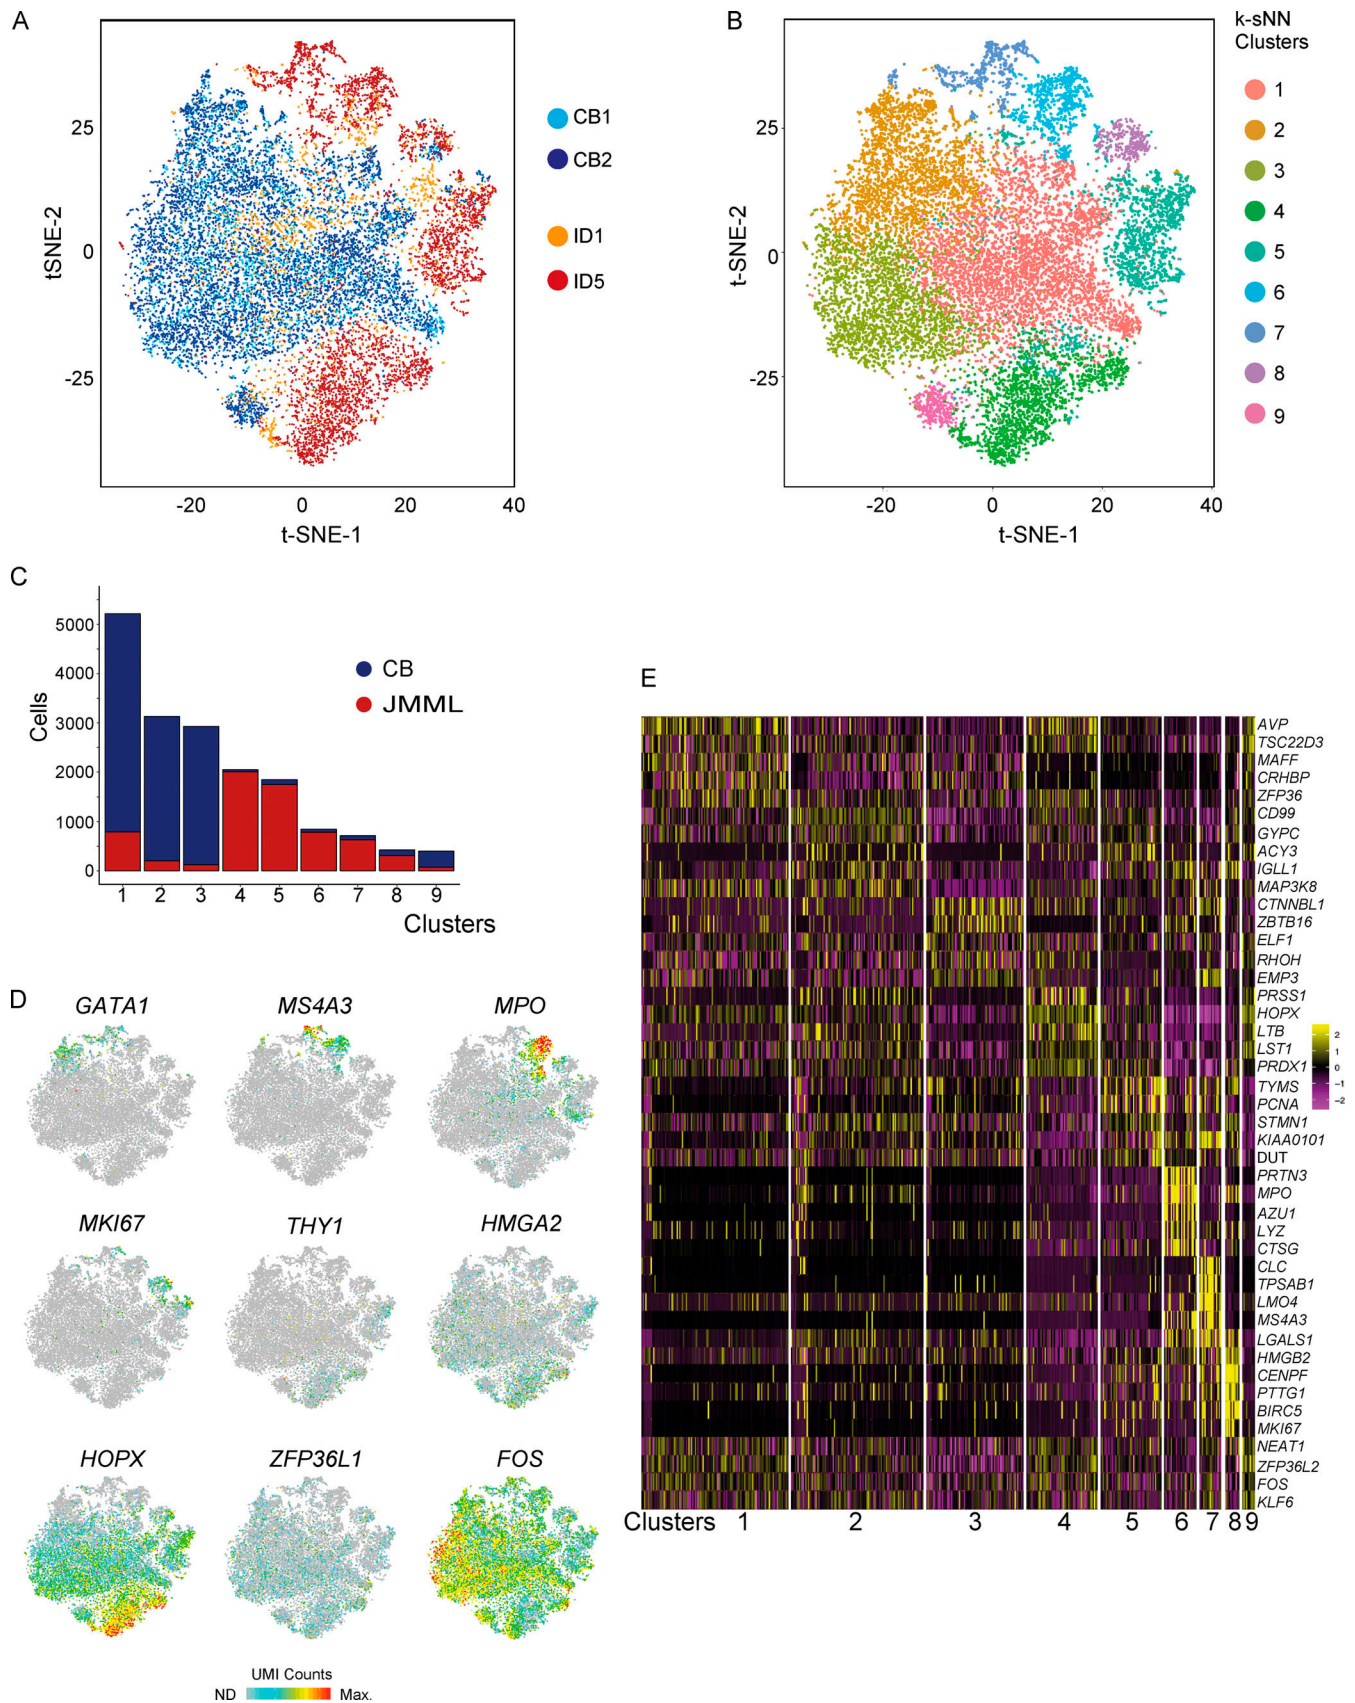 A
25
0
-25
tSNE-2
-20
0
20
40
t-SNE-1
CB1
CB2
ID1
ID5
B
25
0
-25
t-SNE-2
-20
0
20
40
t-SNE-1
k-sNN
Clusters
1
2
3
4
5
6
7
8
9
C
5000
4000
3000
2000
1000
0
Cells
CB
JMML
1 2 3 4 5 6 7 8 9
Clusters
D
GATA1
MS4A3
MPO
MKI67
THY1
HMGA2
HOPX
ZFP36L1
FOS
UMI Counts
ND
Max.
E
AVP
TSC22D3
MAFF
CRHBP
ZFP36
CD99
GYPC
ACY3
IGLL1
MAP3K8
CTNNBL1
ZBTB16
ELF1
RHOH
EMP3
PRSS1
HOPX
LTB
LST1
PRDX1
TYMS
PCNA
STMN1
KIAA0101
DUT
PRTN3
MPO
AZU1
LYZ
CTSG
CLC
TPSAB1
LMO4
MS4A3
LGALS1
HMGB2
CENPF
PTTG1
BIRC5
MKI67
NEAT1
ZFP36L2
FOS
KLF6
2
1
0
-1
-2
Clusters 1 2 3 4 5 6 7 8 9